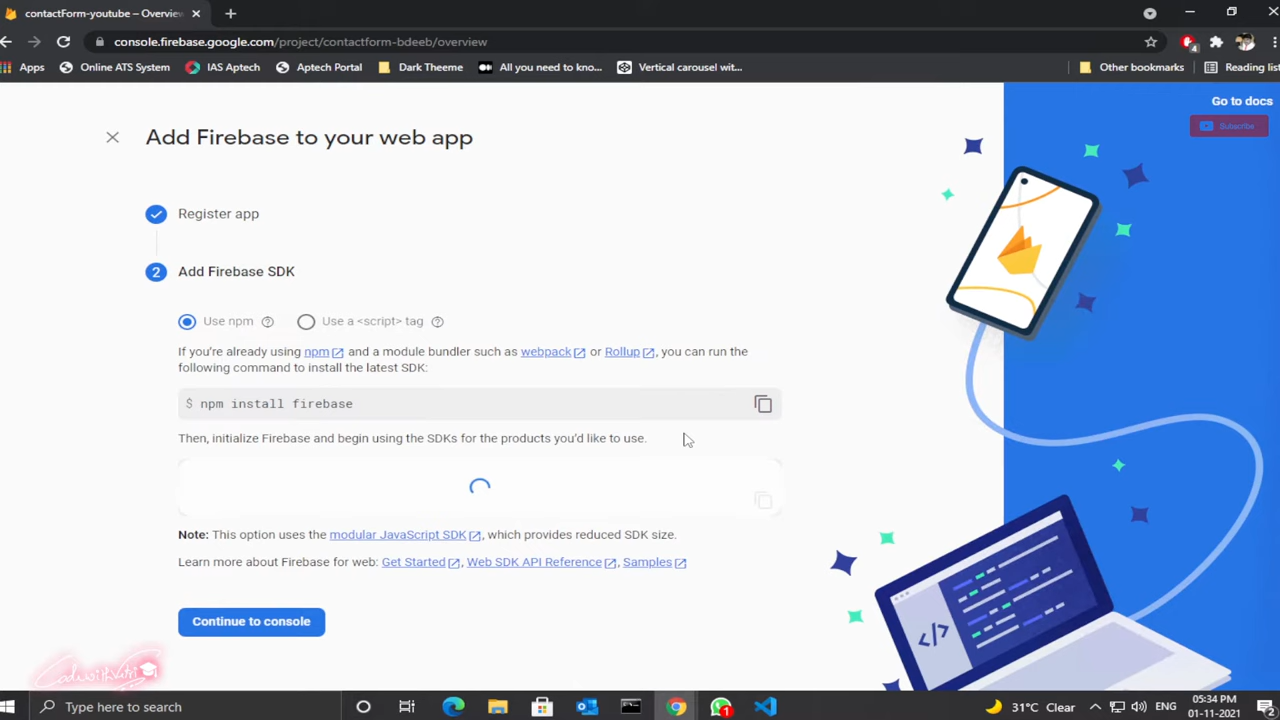 contactForm-youtube – Overview
console.firebase.google.com/project/contactform-bdeeb/overview
4
Apps
Online ATS System
IAS Aptech
Aptech Portal
Dark Theeme
All you need to kno...
Vertical carousel wit...
Other bookmarks
Reading list
Go to docs
Subscribe
Add Firebase to your web app
Register app
2 Add Firebase SDK
Use npm
Use a <script> tag
If you're already using npm and a module bundler such as webpack or Rollup, you can run the
following command to install the latest SDK:
$ npm install firebase
Then, initialize Firebase and begin using the SDKs for the products you'd like to use.
Note: This option uses the modular JavaScript SDK, which provides reduced SDK size.
Learn more about Firebase for web: Get Started, Web SDK API Reference, Samples
Continue to console
</>
Type here to search
1
31°C Clear
ENG
05:34 PM
01-11-2021
2